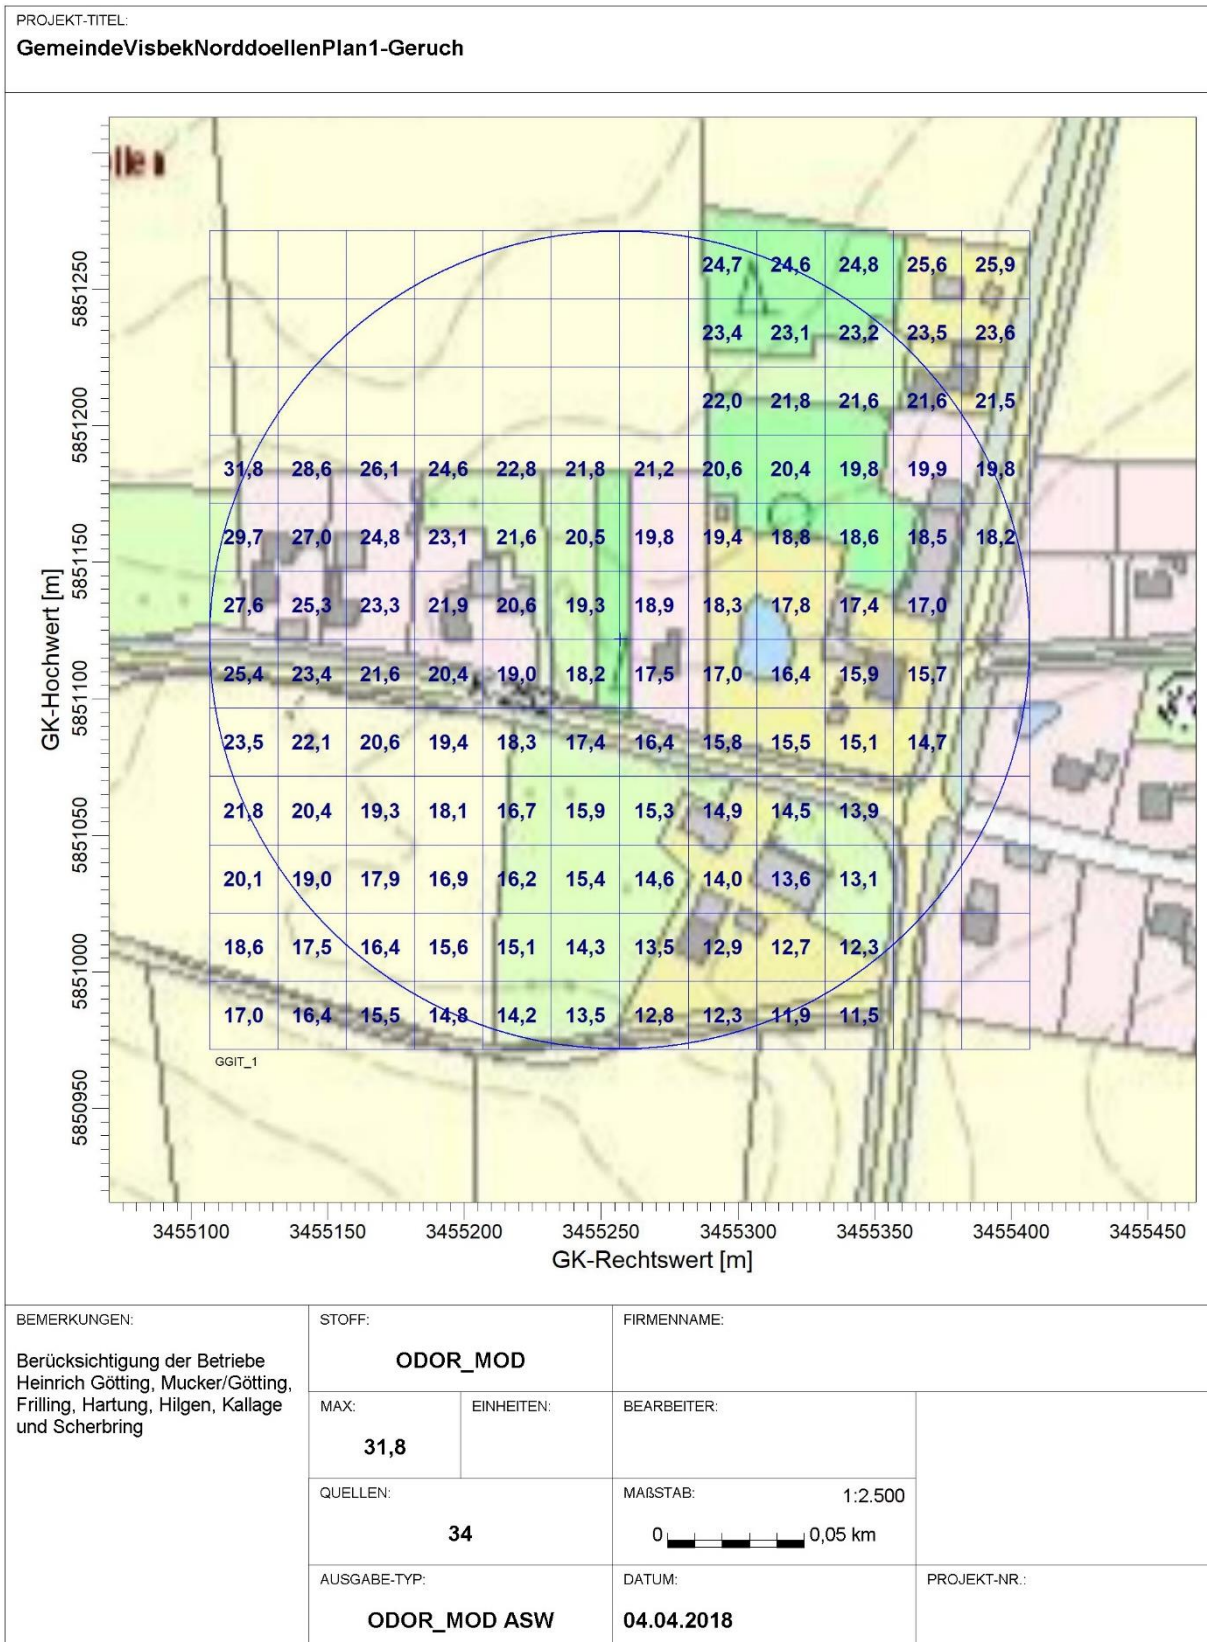 PROJEKT-TITEL:
GemeindeVisbekNorddoellenPlan1-Geruch
24,7 24,6 24,8 25,6 25,9
23,4 23,1 23,2 23,5 23,6
22,0 21,8 21,6 21,6 21,5
31,8 28,6 26,1 24,6 22,8 21,8 21,2 20,6 20,4 19,8 19,9 19,8
29,7 27,0 24,8 23,1 21,6 20,5 19,8 19,4 18,8 18,6 18,5 18,2
27,6 25,3 23,3 21,9 20,6 19,3 18,9 18,3 17,8 17,4 17,0
25,4 23,4 21,6 20,4 19,0 18,2 17,5 17,0 16,4 15,9 15,7
23,5 22,1 20,6 19,4 18,3 17,4 16,4 15,8 15,5 15,1 14,7
21,8 20,4 19,3 18,1 16,7 15,9 15,3 14,9 14,5 13,9
20,1 19,0 17,9 16,9 16,2 15,4 14,6 14,0 13,6 13,1
18,6 17,5 16,4 15,6 15,1 14,3 13,5 12,9 12,7 12,3
17,0 16,4 15,5 14,8 14,2 13,5 12,8 12,3 11,9 11,5
GGIT_1
GK-Hochwert [m]
5851250
5851200
5851150
5851100
5851050
5851000
5850950
3455100 3455150 3455200 3455250 3455300 3455350 3455400 3455450
GK-Rechtswert [m]
BEMERKUNGEN:
Berücksichtigung der Betriebe
Heinrich Götting, Mucker/Götting,
Frilling, Hartung, Hilgen, Kallage
und Scherbring
STOFF:
ODOR_MOD
FIRMENNAME:
MAX:
31,8
EINHEITEN:
BEARBEITER:
QUELLEN:
34
MAßSTAB: 1:2.500
0 0,05 km
AUSGABE-TYP:
ODOR_MOD ASW
DATUM:
04.04.2018
PROJEKT-NR.: